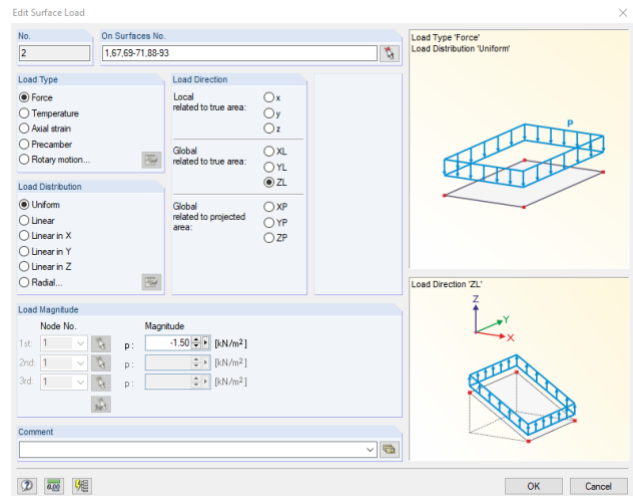 Edit Surface Load
No. On Surfaces No.
2 1,67,69-71,88-93
Load Type
Force
Temperature
Axial strain
Precamber
Rotary motion...
Load Distribution
Uniform
Linear
Linear in X
Linear in Y
Linear in Z
Radial...
Load Direction
Local
related to true area:
x
y
z
Global
related to true area:
XL
YL
ZL
Global
related to projected
area:
XP
YP
ZP
Load Magnitude
Node No. Magnitude
1st: 1 p : -1.50 [kN/m²]
2nd: 1 p : [kN/m²]
3rd: 1 p : [kN/m²]
Comment
OK Cancel
Load Type 'Force'
Load Distribution 'Uniform'
p
Load Direction 'ZL'
Z
Y
X
0.00